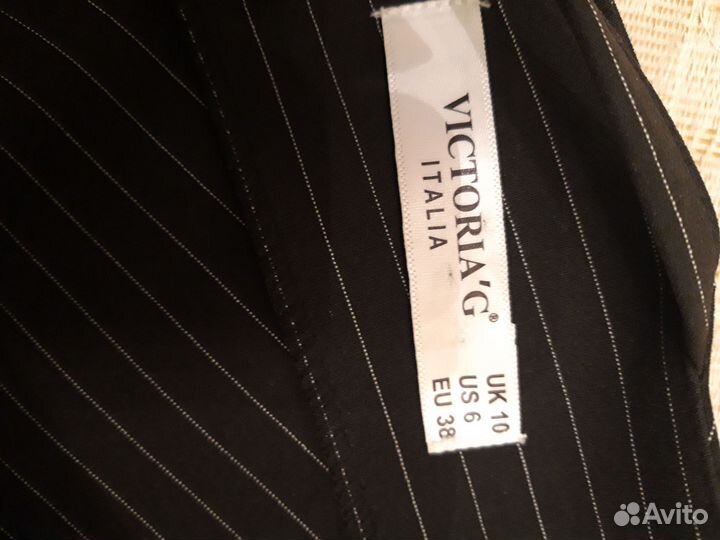 VICTORIA'G®
ITALIA
UK 10
US 6
EU 38
Avito